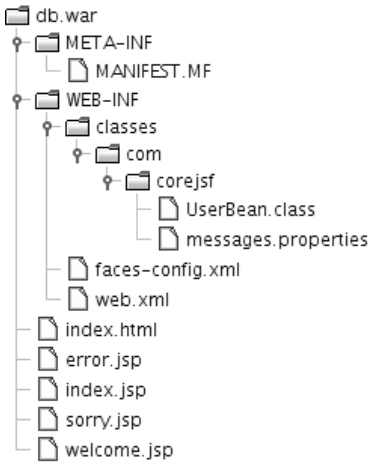 db.war
META-INF
MANIFEST.MF
WEB-INF
classes
com
corejsf
UserBean.class
messages.properties
faces-config.xml
web.xml
index.html
error.jsp
index.jsp
sorry.jsp
welcome.jsp